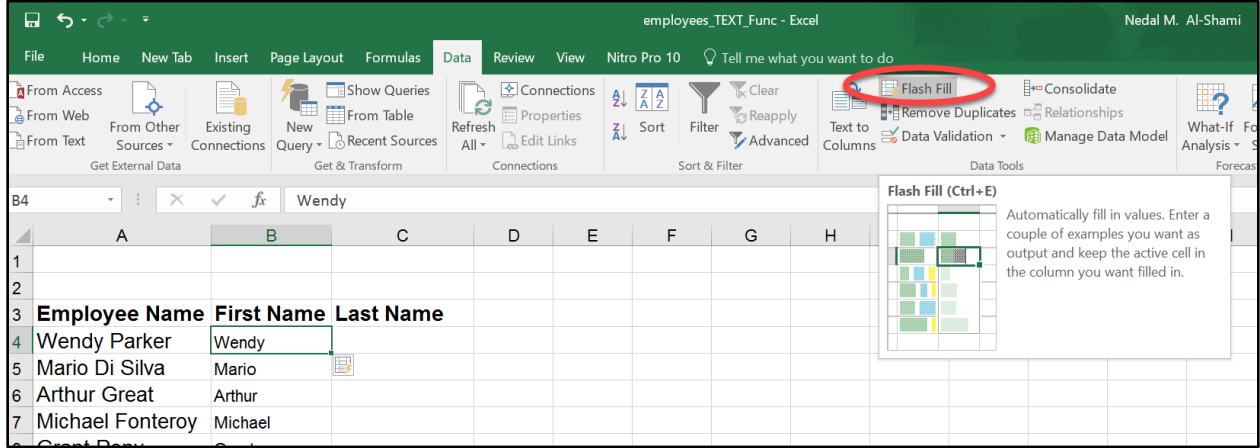 employees_TEXT_Func - Excel Nedal M. Al-Shami
File Home New Tab Insert Page Layout Formulas Data Review View Nitro Pro 10 Tell me what you want to do
From Access
From Web
From Text
From Other Sources
Existing Connections
Get External Data
New Query
Show Queries
From Table
Recent Sources
Get & Transform
Refresh All
Connections
Properties
Edit Links
Connections
Sort
Filter
Clear
Reapply
Advanced
Sort & Filter
Text to Columns
Flash Fill
Remove Duplicates
Data Validation
Consolidate
Relationships
Manage Data Model
Data Tools
What-If Analysis
B4 fx Wendy
Flash Fill (Ctrl+E)
Automatically fill in values. Enter a
couple of examples you want as
output and keep the active cell in
the column you want filled in.
A B C D E F G H
1
2
3 Employee Name First Name Last Name
4 Wendy Parker Wendy
5 Mario Di Silva Mario
6 Arthur Great Arthur
7 Michael Fonteroy Michael